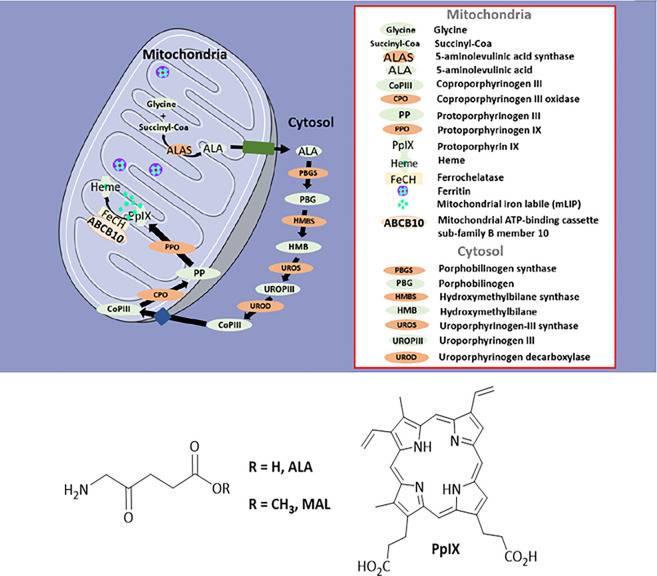 Mitochondria
Glycine
+
Succinyl-Coa
ALAS
ALA
Heme
FeCH
PpIX
ABCB10
PPO
PP
CPO
CoPIII
Cytosol
ALA
PBGS
PBG
HMBS
HMB
UROS
UROPIII
UROD
CoPIII
Mitochondria
Glycine Glycine
Succinyl-Coa Succinyl-Coa
ALAS 5-aminolevulinic acid synthase
ALA 5-aminolevulinic acid
CoPIII Coproporphyrinogen III
CPO Coproporphyrinogen III oxidase
PP Protoporphyrinogen III
PPO Protoporphyrinogen IX
PpIX Protoporphyrin IX
Heme Heme
FeCH Ferrochelatase
Ferritin
Mitochondrial iron labile (mLIP)
ABCB10 Mitochondrial ATP-binding cassette
sub-family B member 10
Cytosol
PBGS Porphobilinogen synthase
PBG Porphobilinogen
HMBS Hydroxymethylbilane synthase
HMB Hydroxymethylbilane
UROS Uroporphyrinogen-III synthase
UROPIII Uroporphyrinogen III
UROD Uroporphyrinogen decarboxylase
H₂N
O
O
OR
R = H, ALA
R = CH₃, MAL
NH
N
N
HN
HO₂C
PpIX
CO₂H